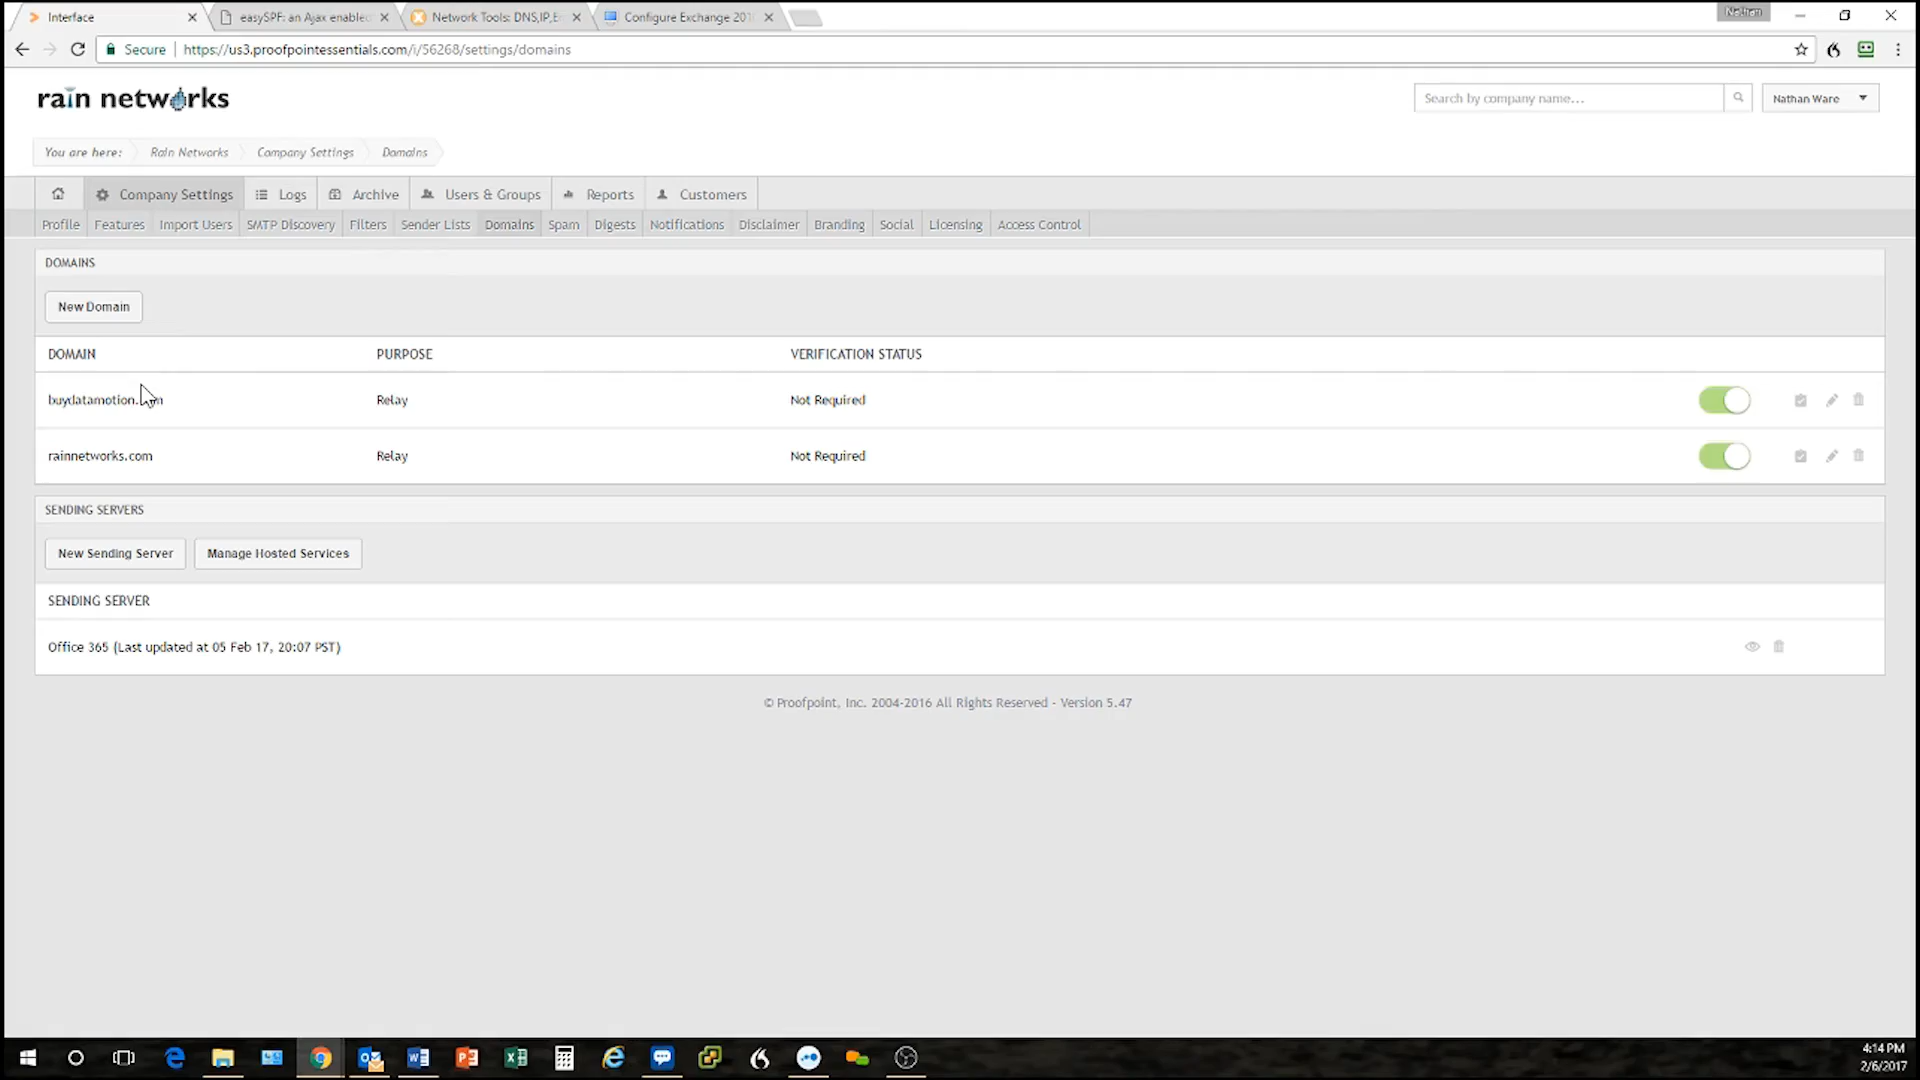 Interface
easySPF: an Ajax enabled
Network Tools: DNS,IP,E
Configure Exchange 201
Nathan
Secure
https://us3.proofpointessentials.com/i/56268/settings/domains
rain networks
Search by company name...
Nathan Ware
You are here: Rain Networks Company Settings Domains
Company Settings Logs Archive Users & Groups Reports Customers
Profile Features Import Users SMTP Discovery Filters Sender Lists Domains Spam Digests Notifications Disclaimer Branding Social Licensing Access Control
DOMAINS
New Domain
DOMAIN PURPOSE VERIFICATION STATUS
buydatamotion. Relay Not Required
rainnetworks.com Relay Not Required
SENDING SERVERS
New Sending Server Manage Hosted Services
SENDING SERVER
Office 365 (Last updated at 05 Feb 17, 20:07 PST)
© Proofpoint, Inc. 2004-2016 All Rights Reserved - Version 5.47
4:14 PM
2/6/2017